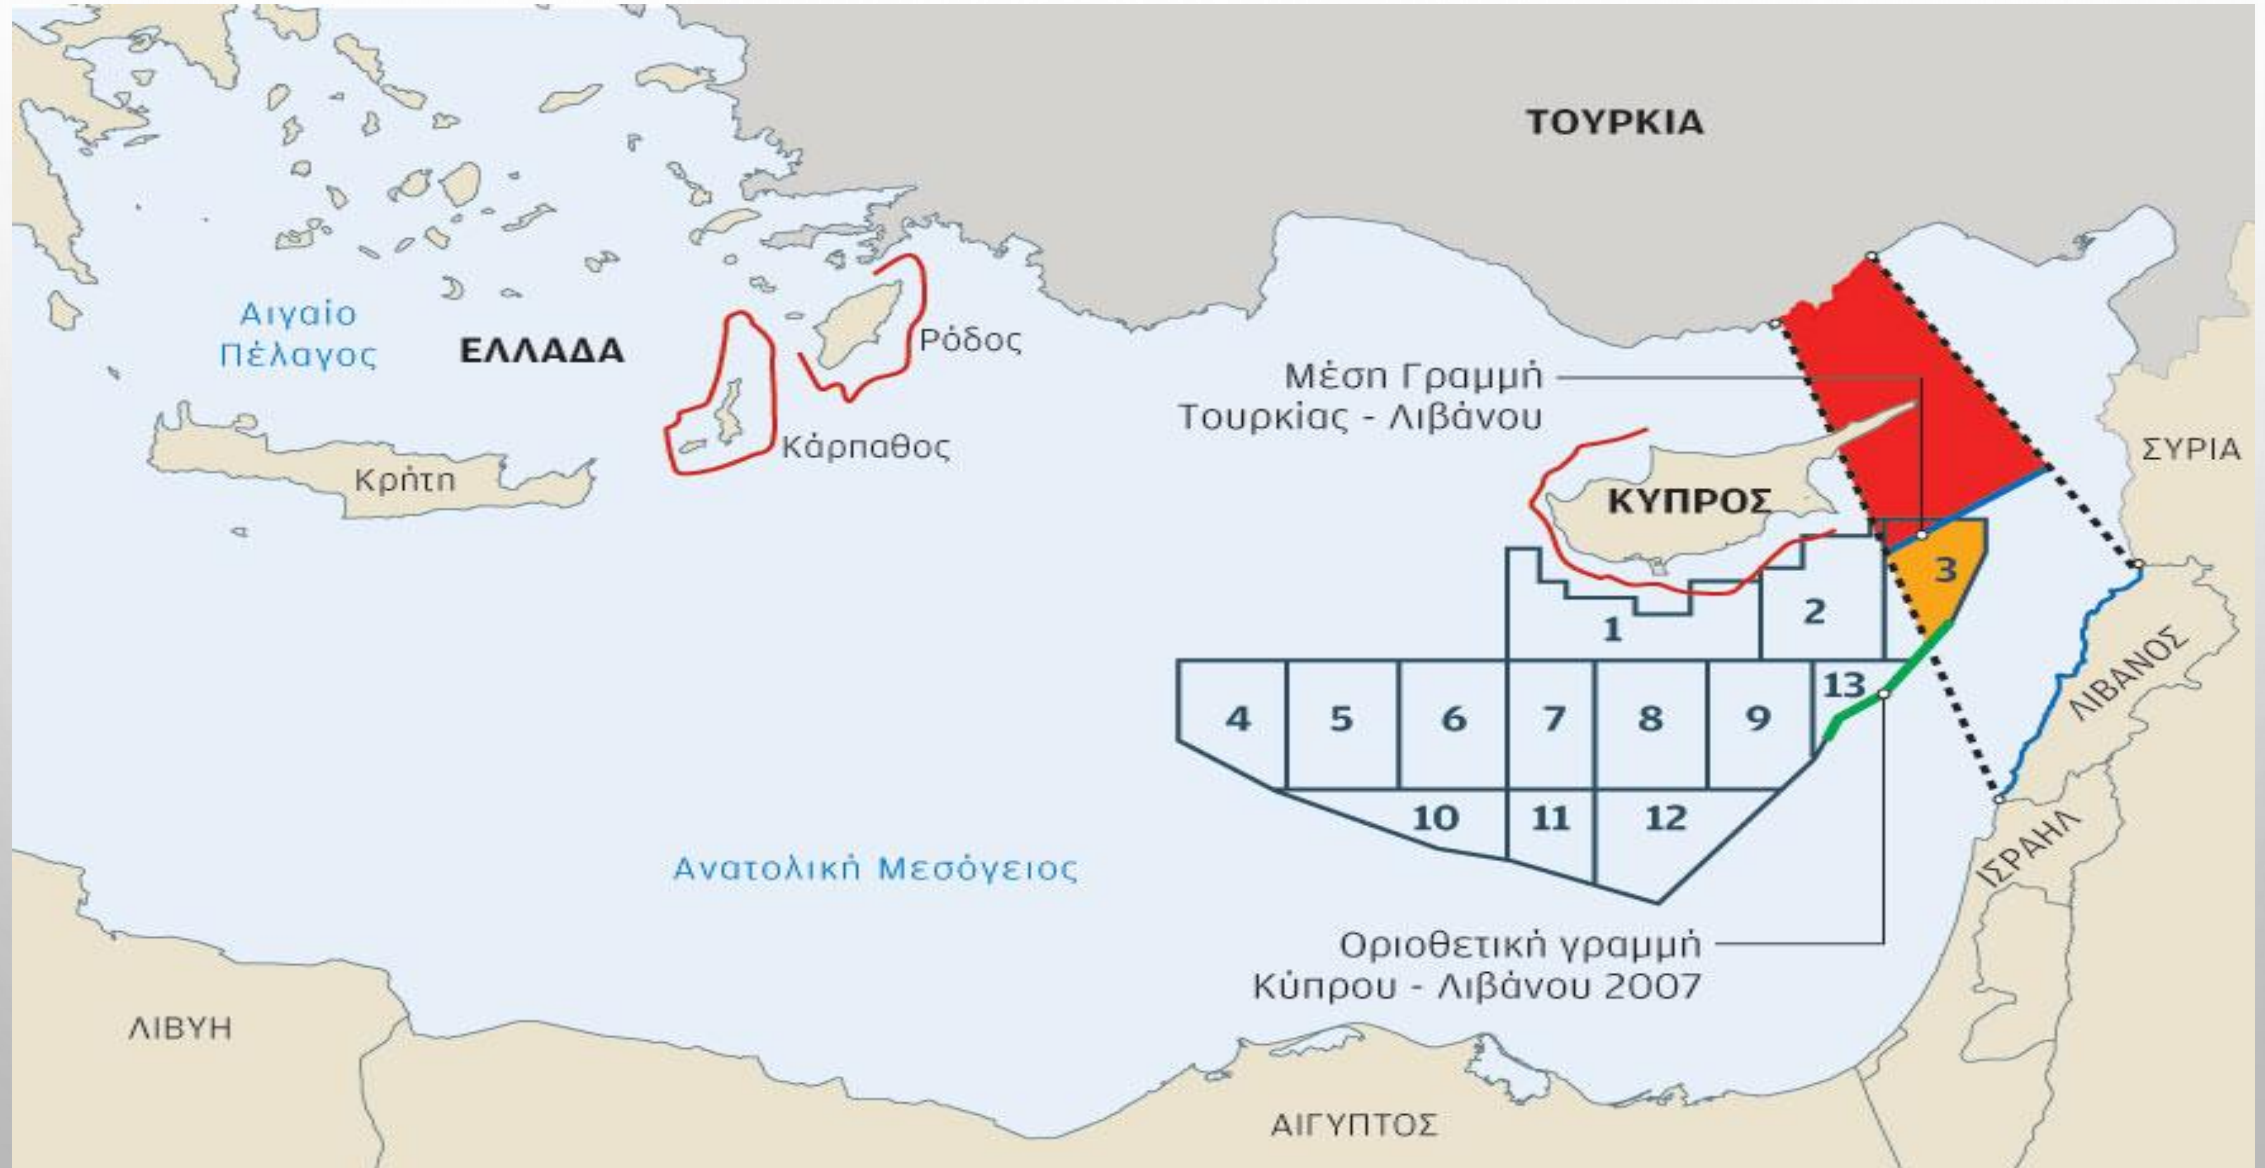 ΤΟΥΡΚΙΑ
Αιγαίο
Πέλαγος
ΕΛΛΑΔΑ
Ρόδος
Μέση Γραμμή
Τουρκίας - Λιβάνου
Κάρπαθος
ΣΥΡΙΑ
Κρήτη
ΚΥΠΡΟΣ
3
2
1
ΛΙΒΑΝΟΣ
13
4
5
6
7
8
9
10
11
12
ΙΣΡΑΗΛ
Ανατολική Μεσόγειος
Οριοθετική γραμμή
Κύπρου - Λιβάνου 2007
ΛΙΒΥΗ
ΑΙΓΥΠΤΟΣ